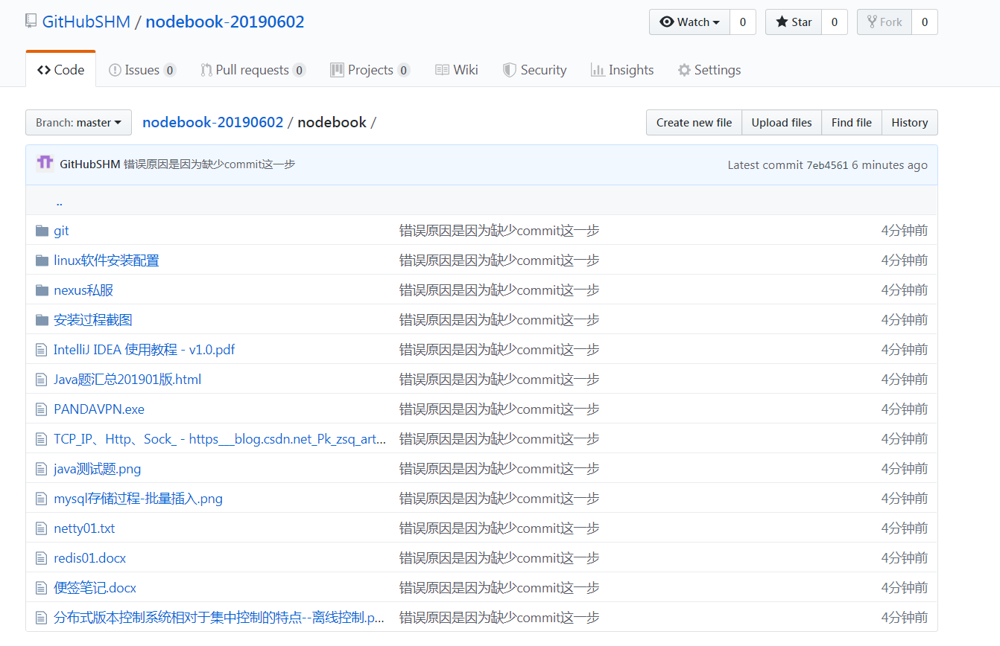 GitHubSHM / nodebook-20190602 Watch 0 Star 0 Fork 0
Code Issues 0 Pull requests 0 Projects 0 Wiki Security Insights Settings
Branch: master nodebook-20190602 / nodebook / Create new file Upload files Find file History
GitHubSHM 错误原因是因为缺少commit这一步 Latest commit 7eb4561 6 minutes ago
..
git 错误原因是因为缺少commit这一步 4分钟前
linux软件安装配置 错误原因是因为缺少commit这一步 4分钟前
nexus私服 错误原因是因为缺少commit这一步 4分钟前
安装过程截图 错误原因是因为缺少commit这一步 4分钟前
IntelliJ IDEA 使用教程 - v1.0.pdf 错误原因是因为缺少commit这一步 4分钟前
Java题汇总201901版.html 错误原因是因为缺少commit这一步 4分钟前
PANDAVPN.exe 错误原因是因为缺少commit这一步 4分钟前
TCP_IP、Http、Sock_ - https___blog.csdn.net_Pk_zsq_art... 错误原因是因为缺少commit这一步 4分钟前
java测试题.png 错误原因是因为缺少commit这一步 4分钟前
mysql存储过程-批量插入.png 错误原因是因为缺少commit这一步 4分钟前
netty01.txt 错误原因是因为缺少commit这一步 4分钟前
redis01.docx 错误原因是因为缺少commit这一步 4分钟前
便签笔记.docx 错误原因是因为缺少commit这一步 4分钟前
分布式版本控制系统相对于集中控制的特点--离线控制.p... 错误原因是因为缺少commit这一步 4分钟前